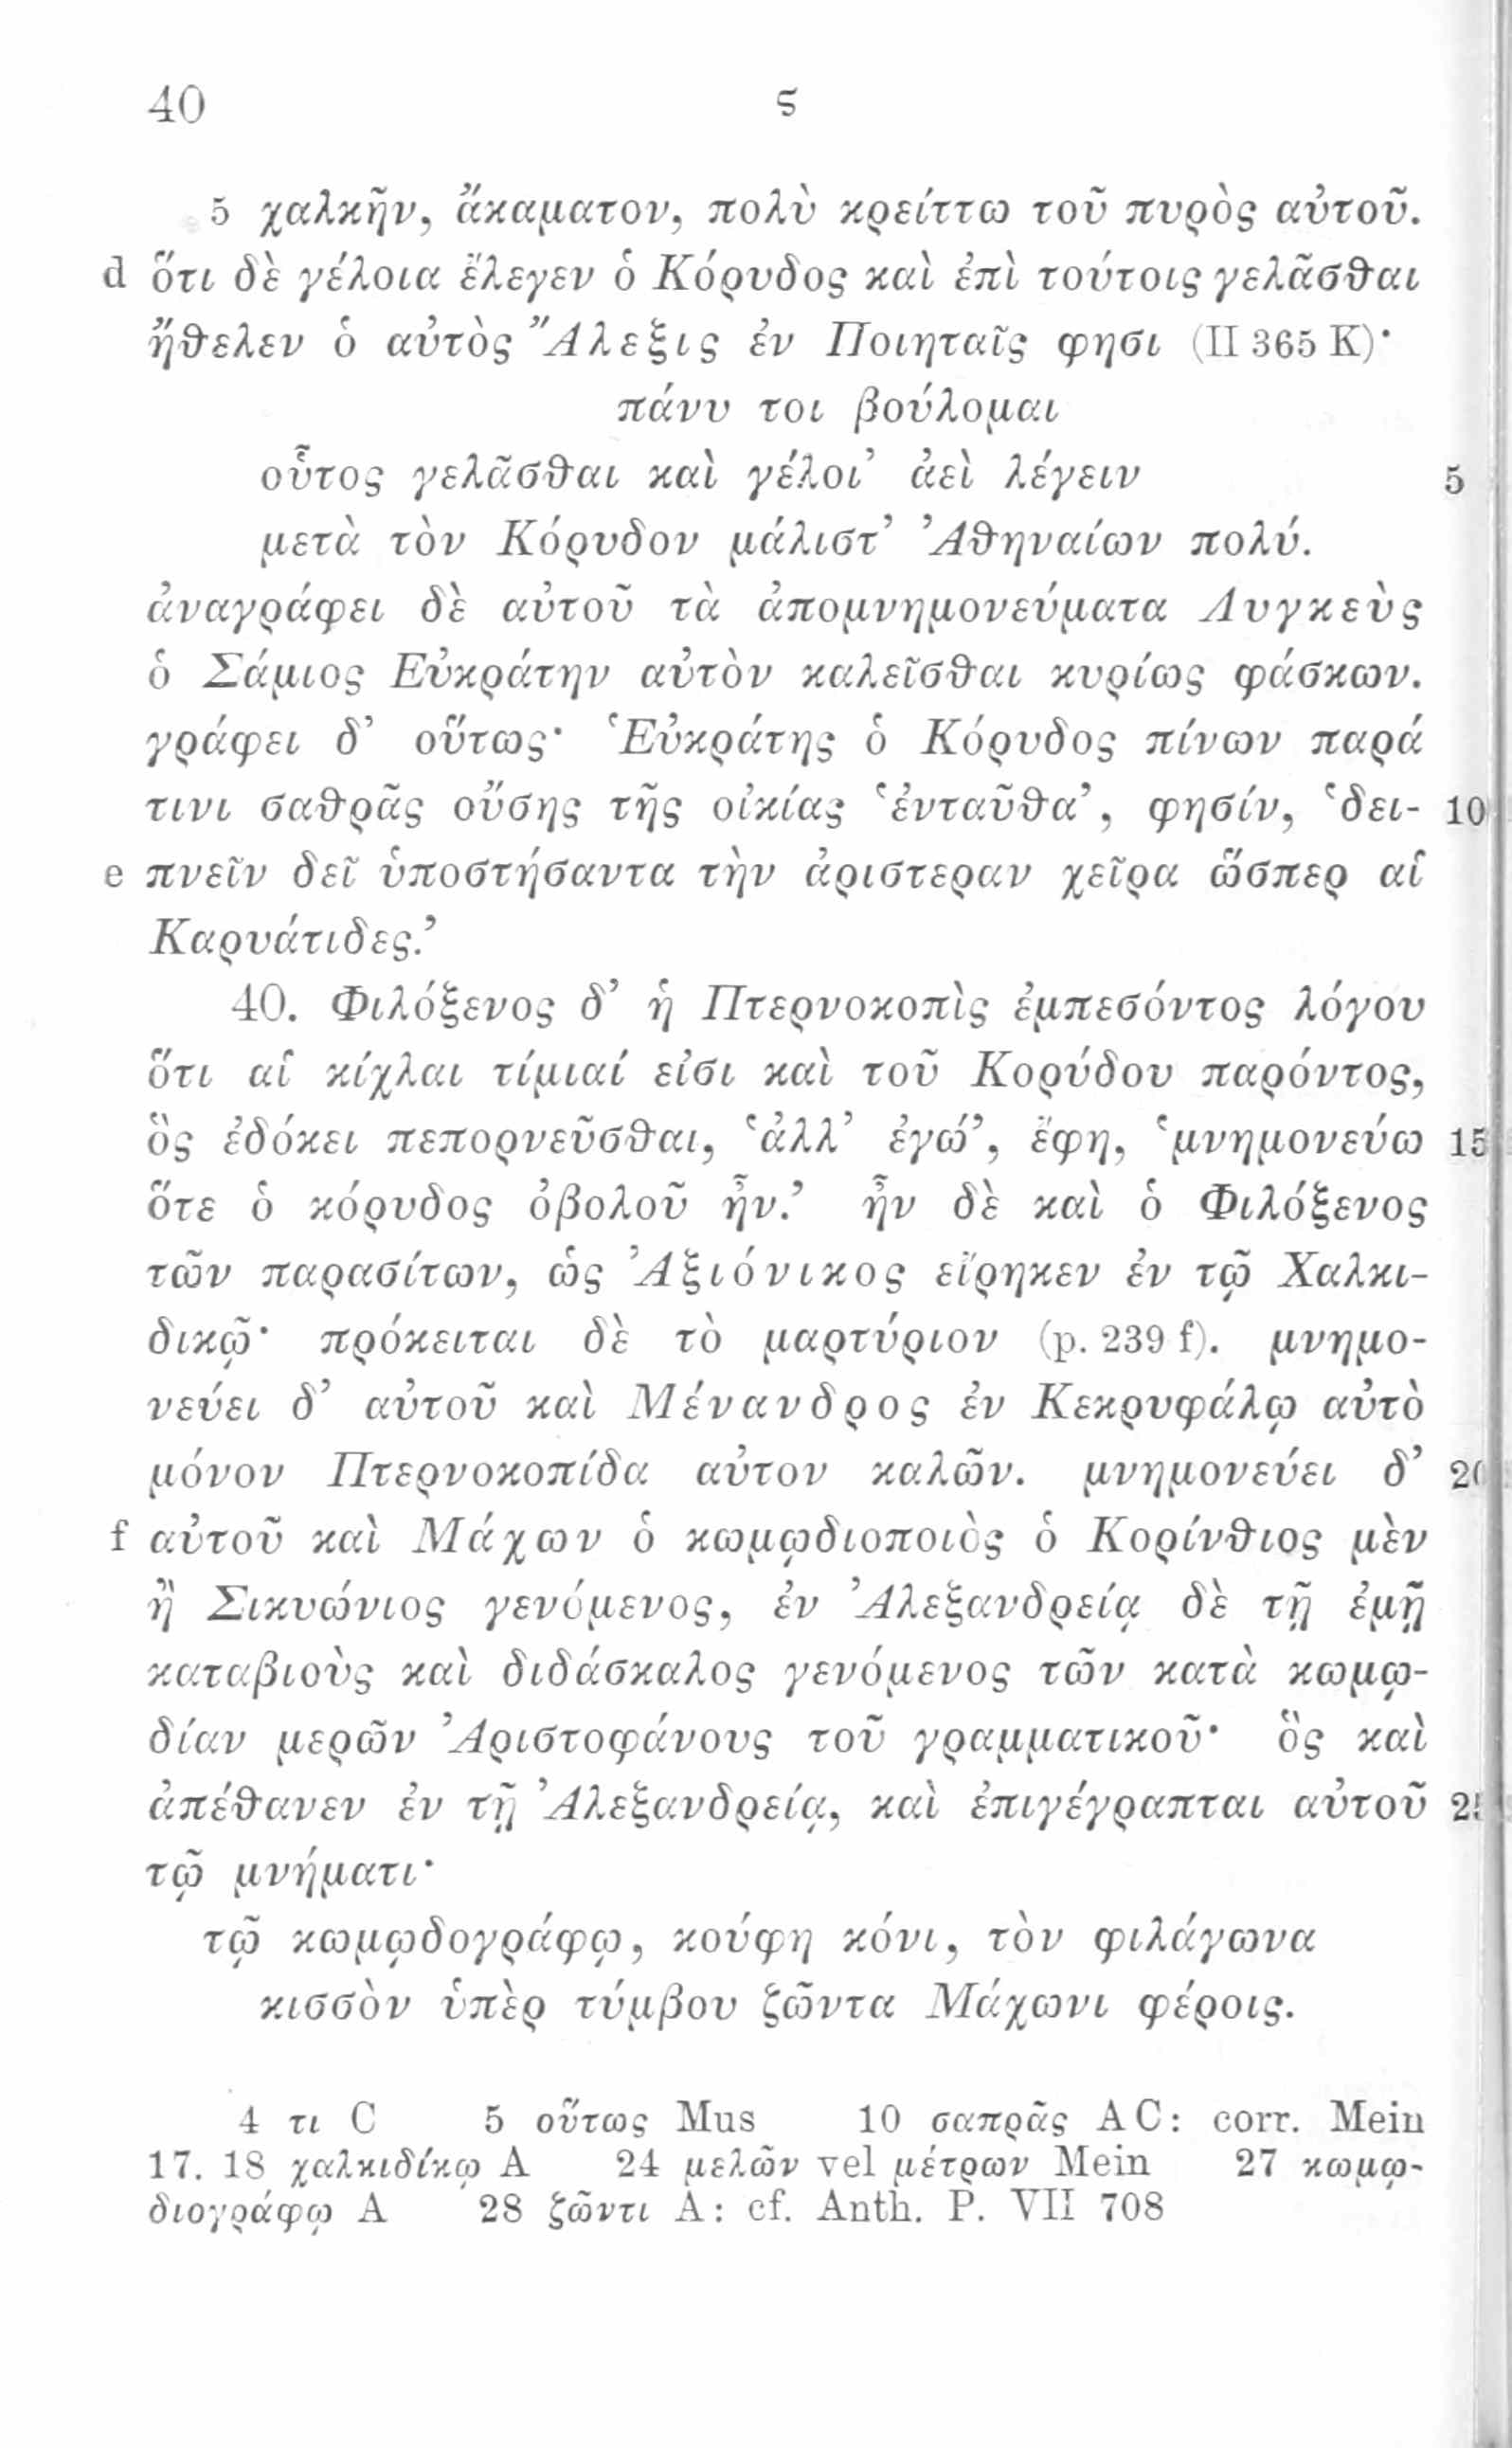 40 ϛ
5 χαλκῆν, ἄκαματον, πολὺ κρείττω τοῦ πυρὸς αὐτοῦ.
d ὅτι δὲ γέλοια ἔλεγεν ὁ Κόρυδος καὶ ἐπὶ τούτοις γελᾶσθαι
ἤθελεν ὁ αὐτὸς Ἄλεξις ἐν Ποιηταῖς φησι (II 365 K)·
πάνυ τοι βούλομαι
οὗτος γελᾶσθαι καὶ γέλοι’ ἀεὶ λέγειν 5
μετὰ τὸν Κόρυδον μάλιστ’ Ἀθηναίων πολύ.
ἀναγράφει δὲ αὐτοῦ τὰ ἀπομνημονεύματα Λυγκεὺς
ὁ Σάμιος Εὐκράτην αὐτὸν καλεῖσθαι κυρίως φάσκων.
γράφει δ’ οὕτως· ‘Εὐκράτης ὁ Κόρυδος πίνων παρά
τινι σαθρᾶς οὔσης τῆς οἰκίας ‘ἐνταῦθα’, φησίν, ‘δει- 10
e πνεῖν δεῖ ὑποστήσαντα τὴν ἀριστεραν χεῖρα ὥσπερ αἱ
Καρυάτιδες.’
40. Φιλόξενος δ’ ἡ Πτερνοκοπὶς ἐμπεσόντος λόγου
ὅτι αἱ κίχλαι τίμιαί εἰσι καὶ τοῦ Κορύδου παρόντος,
ὃς ἐδόκει πεπορνεῦσθαι, ‘ἀλλ’ ἐγώ’, ἔφη, ‘μνημονεύω 15
ὅτε ὁ κόρυδος ὀβολοῦ ἦν.’ ἦν δὲ καὶ ὁ Φιλόξενος
τῶν παρασίτων, ὡς Ἀξιόνικος εἴρηκεν ἐν τῷ Χαλκι-
δικῷ· πρόκειται δὲ τὸ μαρτύριον (p. 239 f). μνημο-
νεύει δ’ αὐτοῦ καὶ Μένανδρος ἐν Κεκρυφάλῳ αὐτὸ
μόνον Πτερνοκοπίδα αὐτον καλῶν. μνημονεύει δ’ 20
f αὐτοῦ καὶ Μάχων ὁ κωμῳδιοποιὸς ὁ Κορίνθιος μὲν
ἢ Σικυώνιος γενόμενος, ἐν Ἀλεξανδρείᾳ δὲ τῇ ἐμῇ
καταβιοὺς καὶ διδάσκαλος γενόμενος τῶν κατὰ κωμῳ-
δίαν μερῶν Ἀριστοφάνους τοῦ γραμματικοῦ· ὃς καὶ
ἀπέθανεν ἐν τῇ Ἀλεξανδρείᾳ, καὶ ἐπιγέγραπται αὐτοῦ 25
τῷ μνήματι·
τῷ κωμῳδογράφῳ, κούφη κόνι, τὸν φιλάγωνα
κισσὸν ὑπὲρ τύμβου ζῶντα Μάχωνι φέροις.
4 τι C 5 οὕτως Mus 10 σαπρᾶς AC: corr. Mein
17. 18 χαλκιδίκῳ A 24 μελῶν vel μέτρων Mein 27 κωμῳ-
διογράφῳ A 28 ζῶντι A: cf. Anth. P. VII 708